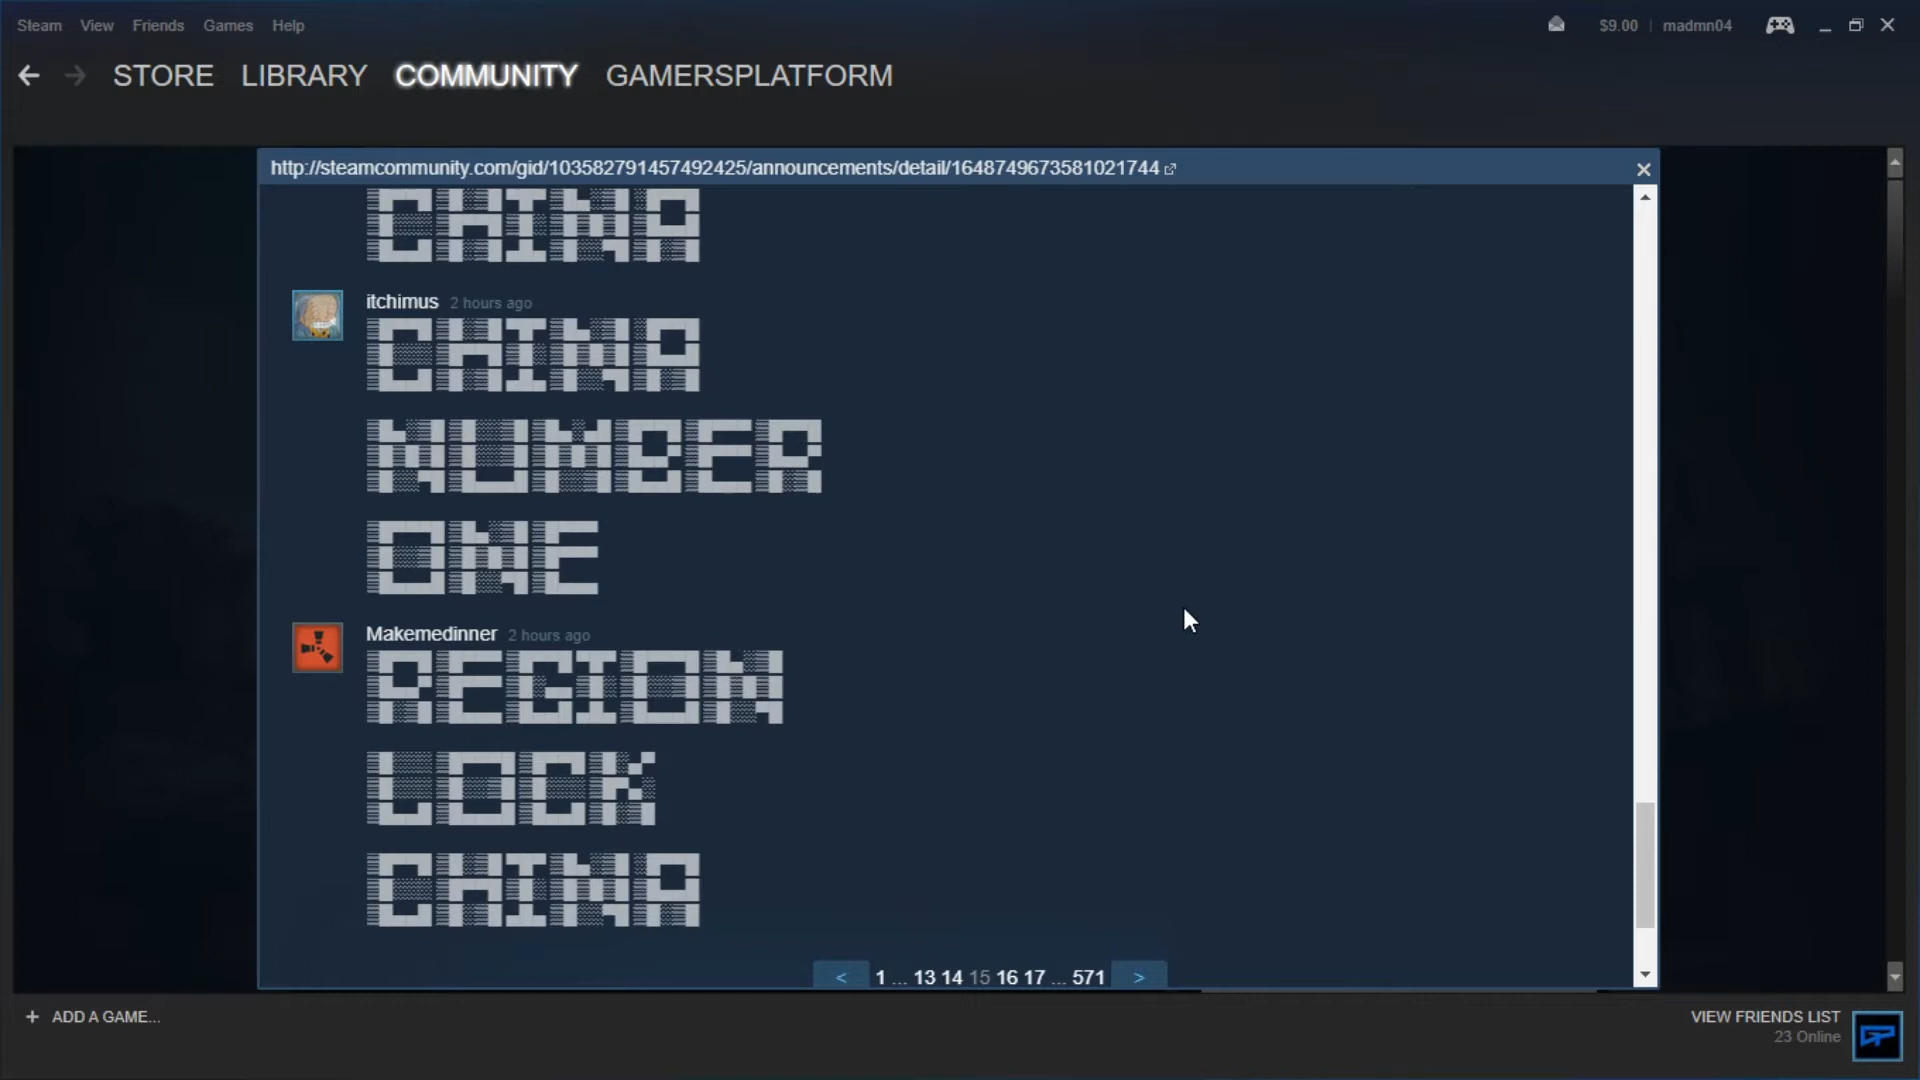 Steam View Friends Games Help
$9.00 | madmn04
STORE LIBRARY COMMUNITY GAMERSPLATFORM
http://steamcommunity.com/gid/103582791457492425/announcements/detail/1648749673581021744
CHINA
itchimus 2 hours ago
CHINA
NUMBER
ONE
Makemedinner 2 hours ago
REGION
LOCK
CHINA
< 1 ... 13 14 15 16 17 ... 571 >
+ ADD A GAME...
VIEW FRIENDS LIST
23 Online